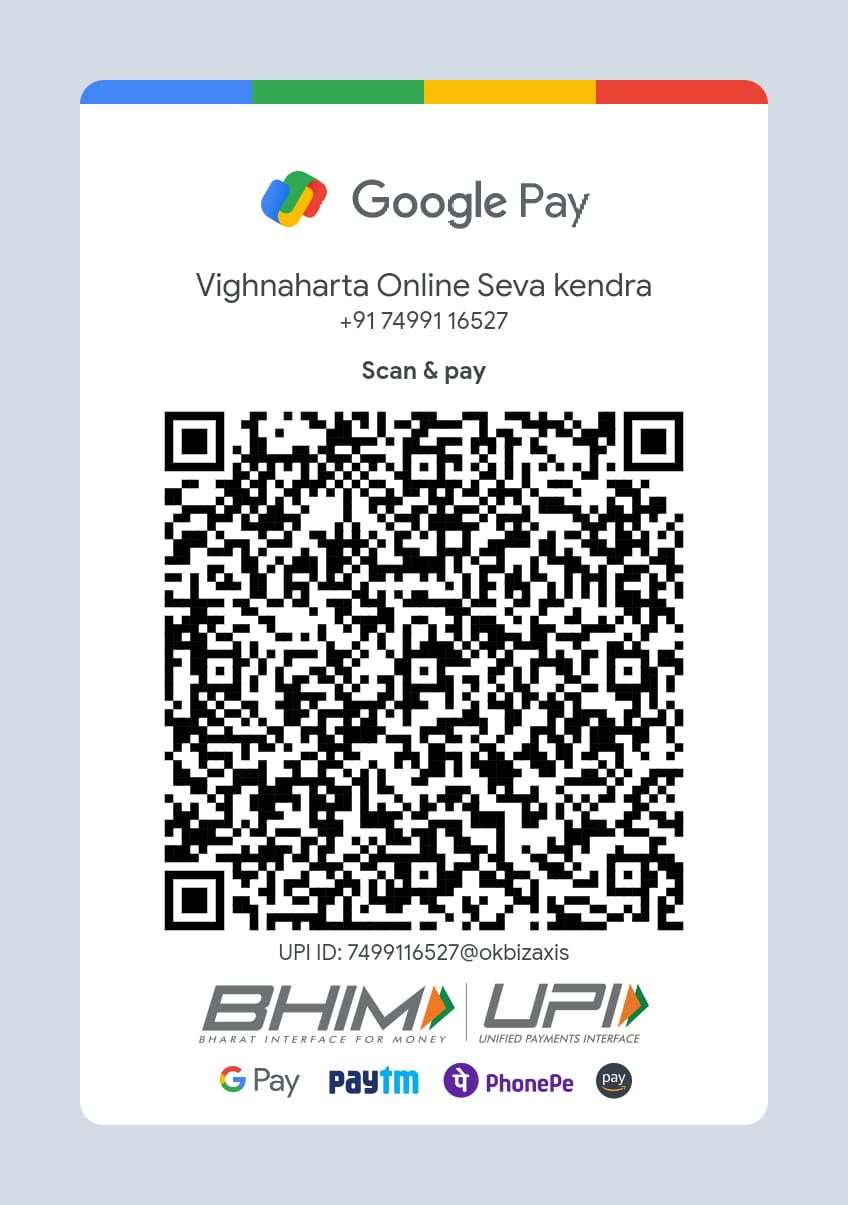 Google Pay
Vighnaharta Online Seva kendra
+91 74991 16527
Scan & pay
UPI ID: 7499116527@okbizaxis
BHIM UPI
BHARAT INTERFACE FOR MONEY UNIFIED PAYMENTS INTERFACE
G Pay paytm पे PhonePe pay